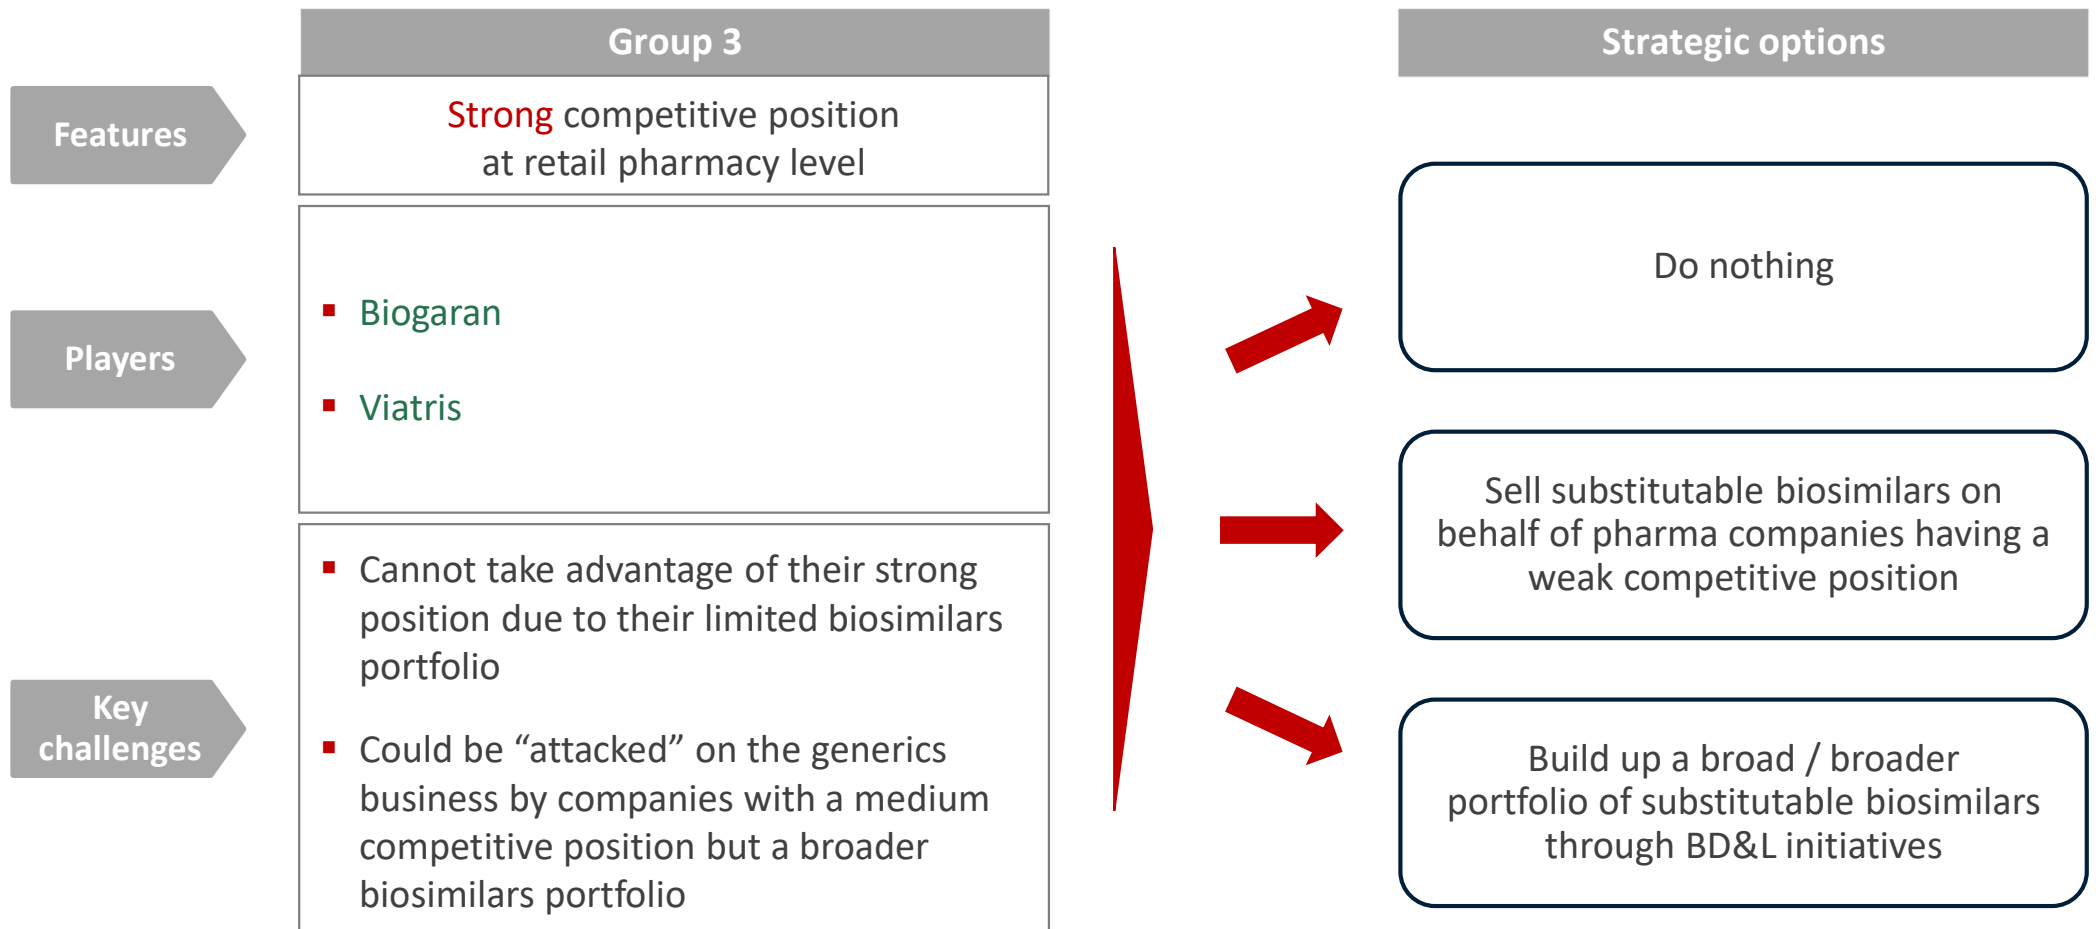 Group 3
Strategic options
Features
Strong competitive position
at retail pharmacy level
Players
▪ Biogaran
▪ Viatris
Key
challenges
▪ Cannot take advantage of their strong
position due to their limited biosimilars
portfolio
▪ Could be “attacked” on the generics
business by companies with a medium
competitive position but a broader
biosimilars portfolio
Do nothing
Sell substitutable biosimilars on
behalf of pharma companies having a
weak competitive position
Build up a broad / broader
portfolio of substitutable biosimilars
through BD&L initiatives